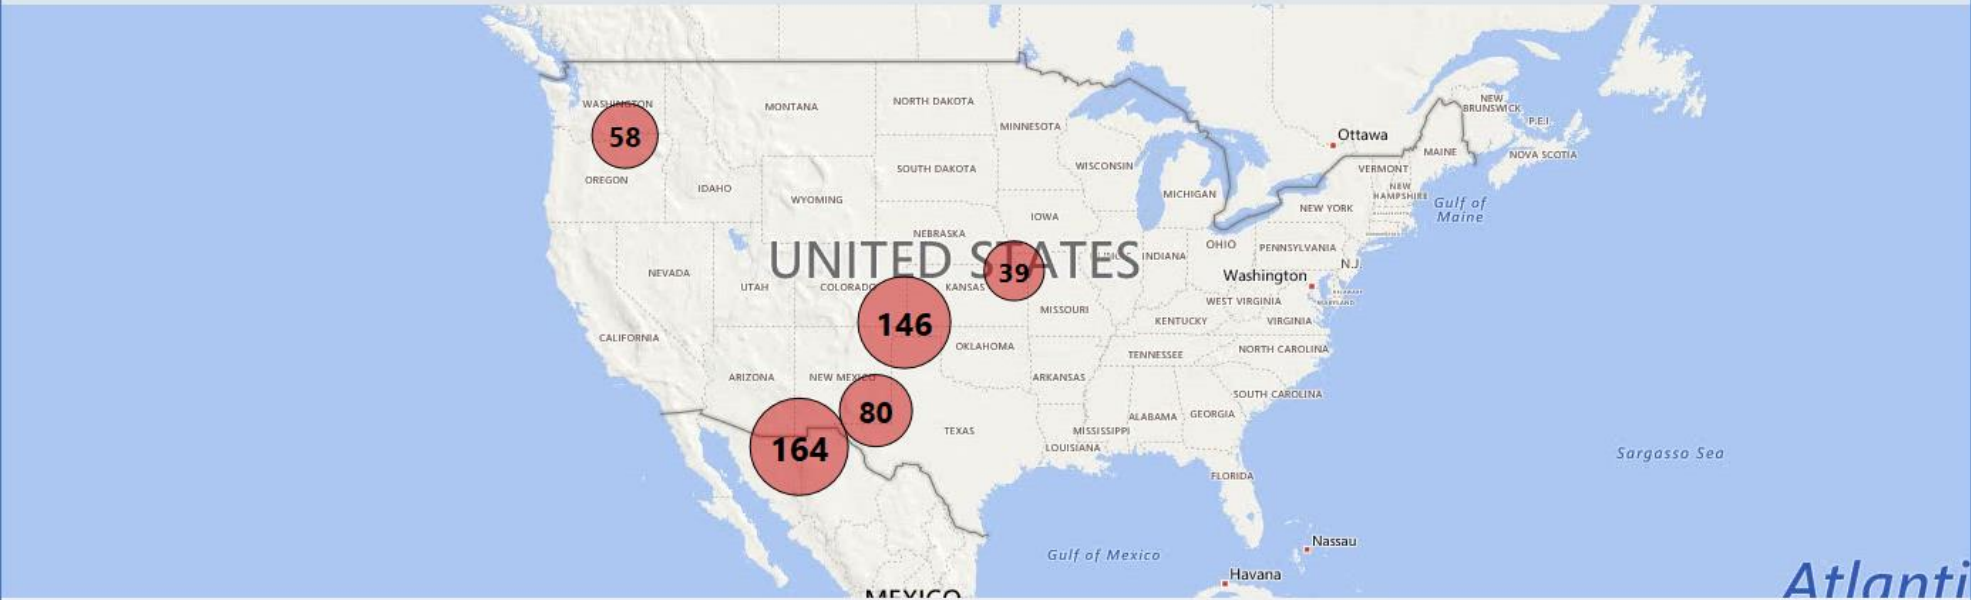 WASHINGTON
58
OREGON
IDAHO
MONTANA
WYOMING
NORTH DAKOTA
SOUTH DAKOTA
MINNESOTA
WISCONSIN
MICHIGAN
IOWA
NEBRASKA
UNITED STATES
39
NEVADA
UTAH
COLORADO
KANSAS
146
MISSOURI
INDIANA
OHIO
PENNSYLVANIA
N.J.
NEW YORK
VERMONT
NEW
HAMPSHIRE
MAINE
NEW
BRUNSWICK
P.E.I
NOVA SCOTIA
Ottawa
Gulf of
Maine
Washington
WEST VIRGINIA
KENTUCKY
VIRGINIA
CALIFORNIA
ARIZONA
NEW MEXICO
OKLAHOMA
ARKANSAS
TENNESSEE
NORTH CAROLINA
SOUTH CAROLINA
80
164
TEXAS
LOUISIANA
MISSISSIPPI
ALABAMA
GEORGIA
FLORIDA
Sargasso Sea
Gulf of Mexico
Nassau
Havana
MEXICO
Atlanti